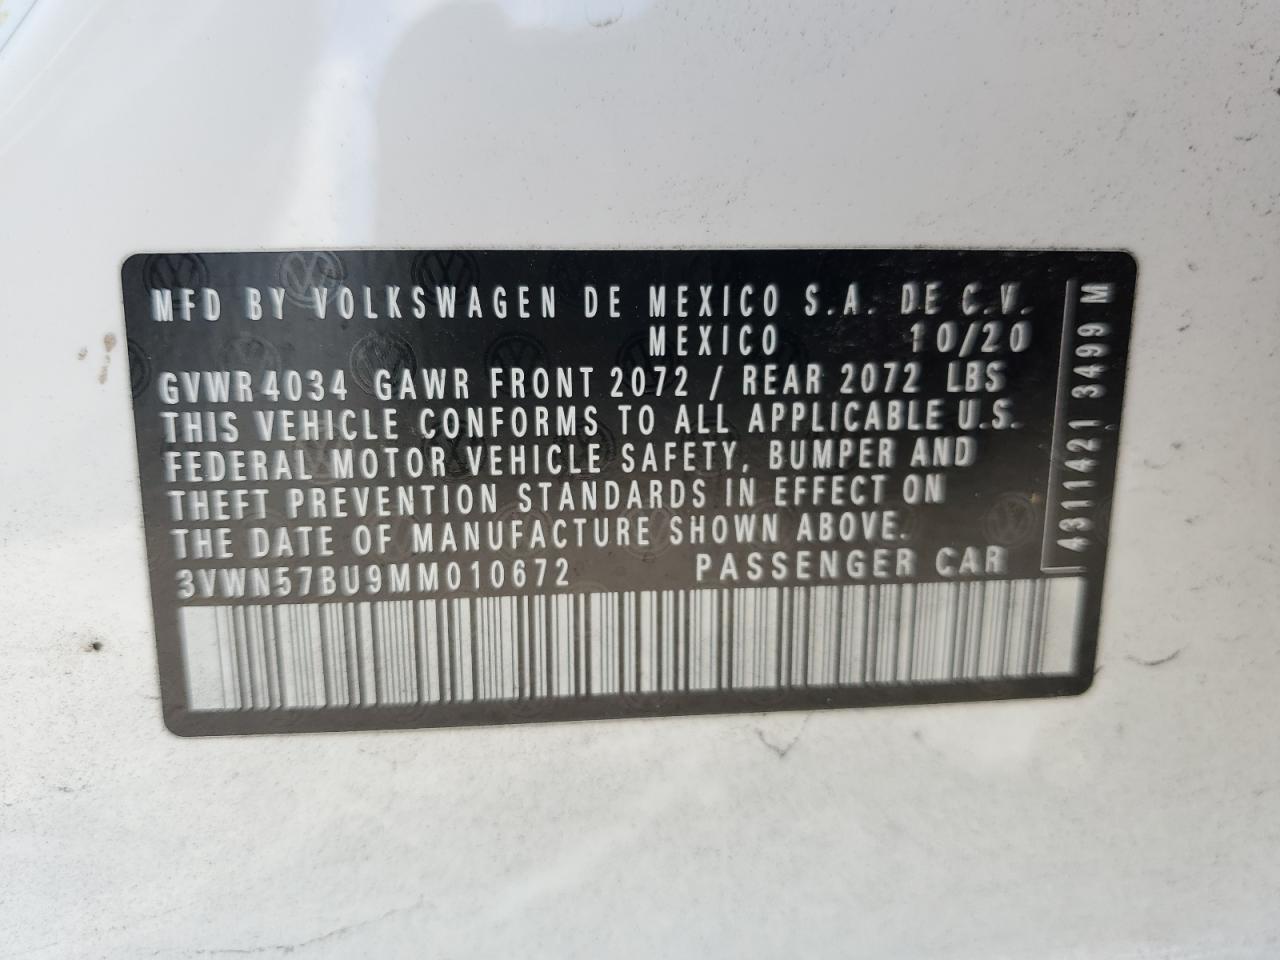 MFD BY VOLKSWAGEN DE MEXICO S.A. DE C.V.
MEXICO 10/20
GVWR 4034 GAWR FRONT 2072 / REAR 2072 LBS
THIS VEHICLE CONFORMS TO ALL APPLICABLE U.S.
FEDERAL MOTOR VEHICLE SAFETY, BUMPER AND
THEFT PREVENTION STANDARDS IN EFFECT ON
THE DATE OF MANUFACTURE SHOWN ABOVE.
3VWN57BU9MM010672 PASSENGER CAR
4311421 3499 M